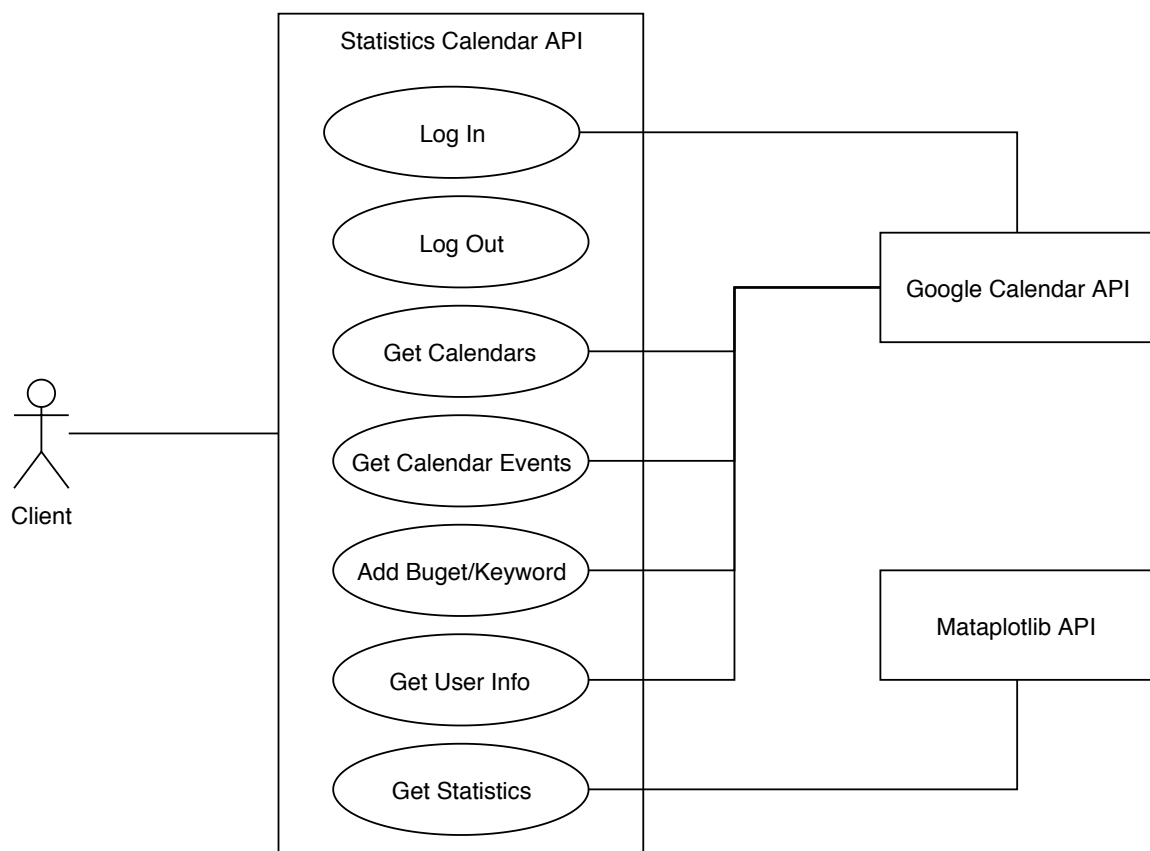 Statistics Calendar API
Log In
Log Out
Google Calendar API
Get Calendars
Get Calendar Events
Client
Add Buget/Keyword
Mataplotlib API
Get User Info
Get Statistics